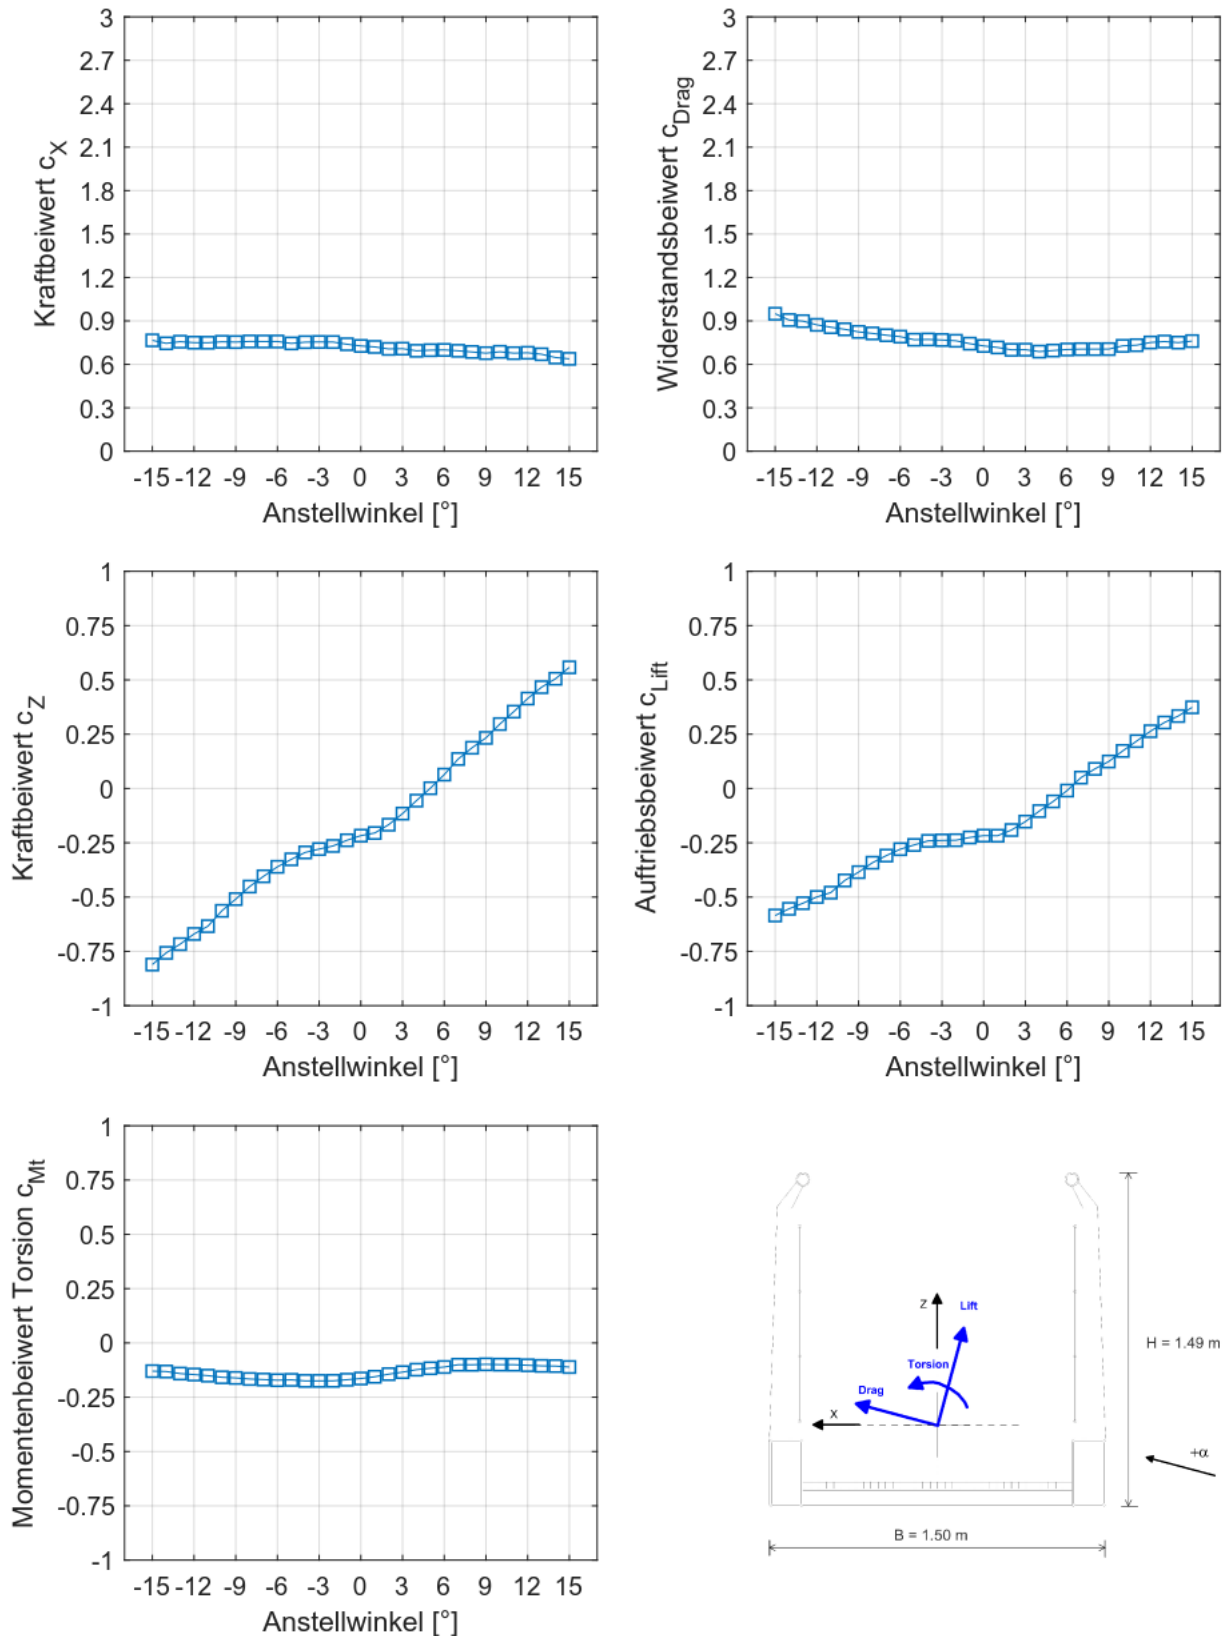 3
2.7
2.4
2.1
1.8
1.5
1.2
0.9
0.6
0.3
0
Kraftbeiwert c_X
-15 -12 -9 -6 -3 0 3 6 9 12 15
Anstellwinkel [°]
3
2.7
2.4
2.1
1.8
1.5
1.2
0.9
0.6
0.3
0
Widerstandsbeiwert c_Drag
-15 -12 -9 -6 -3 0 3 6 9 12 15
Anstellwinkel [°]
1
0.75
0.5
0.25
0
-0.25
-0.5
-0.75
-1
Kraftbeiwert c_Z
-15 -12 -9 -6 -3 0 3 6 9 12 15
Anstellwinkel [°]
1
0.75
0.5
0.25
0
-0.25
-0.5
-0.75
-1
Auftriebsbeiwert c_Lift
-15 -12 -9 -6 -3 0 3 6 9 12 15
Anstellwinkel [°]
1
0.75
0.5
0.25
0
-0.25
-0.5
-0.75
-1
Momentenbeiwert Torsion c_Mt
-15 -12 -9 -6 -3 0 3 6 9 12 15
Anstellwinkel [°]
Z
Lift
Torsion
Drag
X
H = 1.49 m
+α
B = 1.50 m